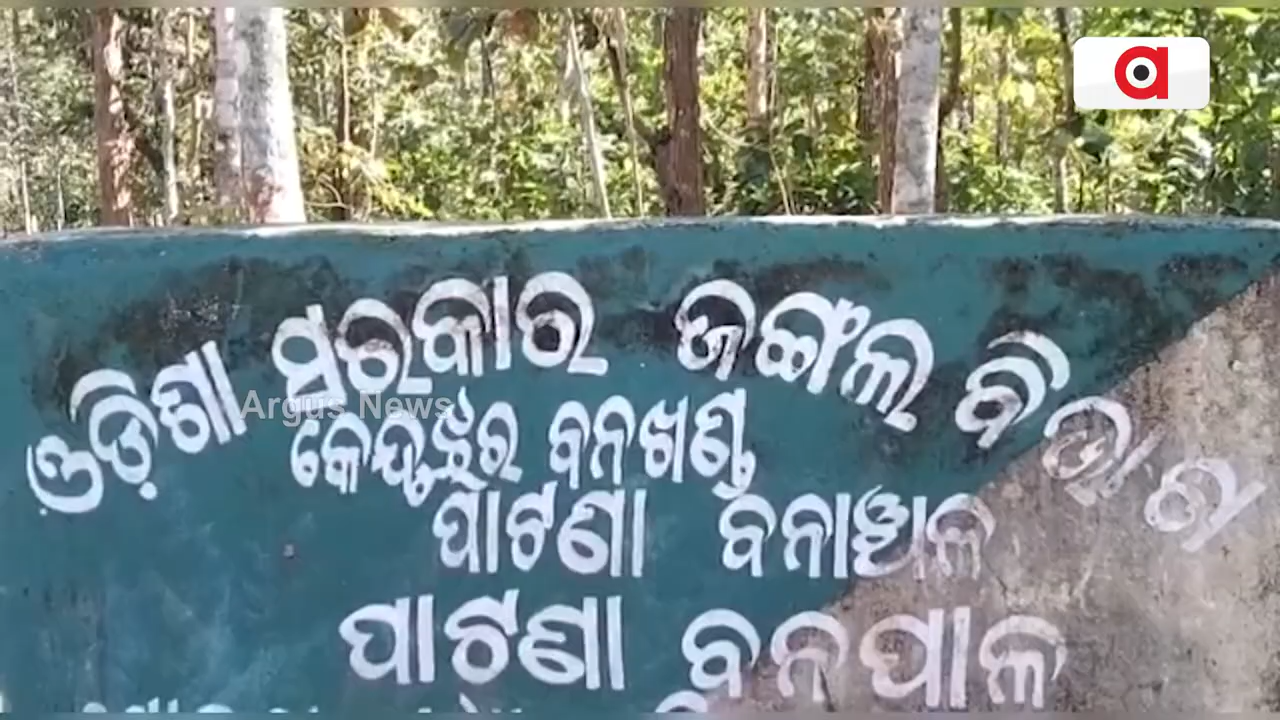 ଓଡ଼ିଶା ସରକାର ଜଙ୍ଗଲ ବିଭାଗ
Argus News
କେନ୍ଦୁଝର ବନଖଣ୍ଡ
ପାଟଣା ବନାଞ୍ଚଳ
ପାଟଣା ବନପାଳ